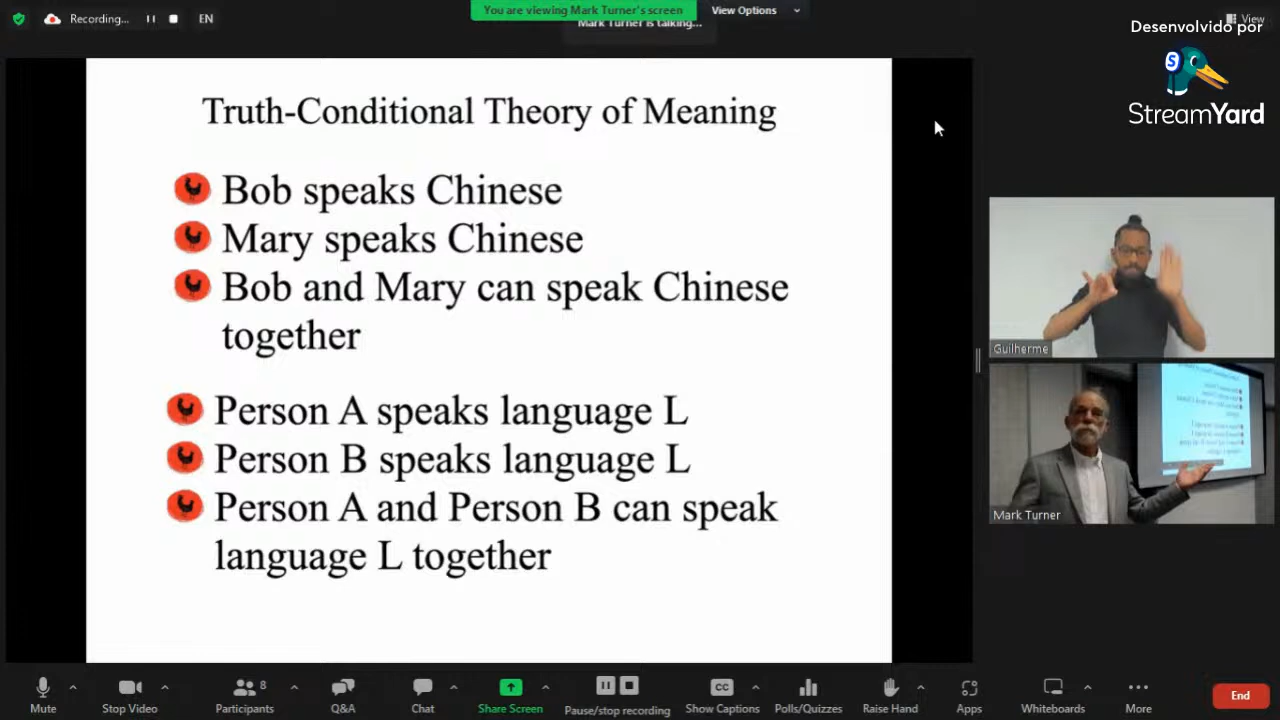 Recording...
EN
You are viewing Mark Turner's screen
View Options
Mark Turner is talking...
View
Desenvolvido por
StreamYard
Truth-Conditional Theory of Meaning
Bob speaks Chinese
Mary speaks Chinese
Bob and Mary can speak Chinese
together
Person A speaks language L
Person B speaks language L
Person A and Person B can speak
language L together
Guilherme
Mark Turner
Mute
Stop Video
Participants
8
Q&A
Chat
Share Screen
Pause/stop recording
CC
Show Captions
Polls/Quizzes
Raise Hand
Apps
Whiteboards
More
End